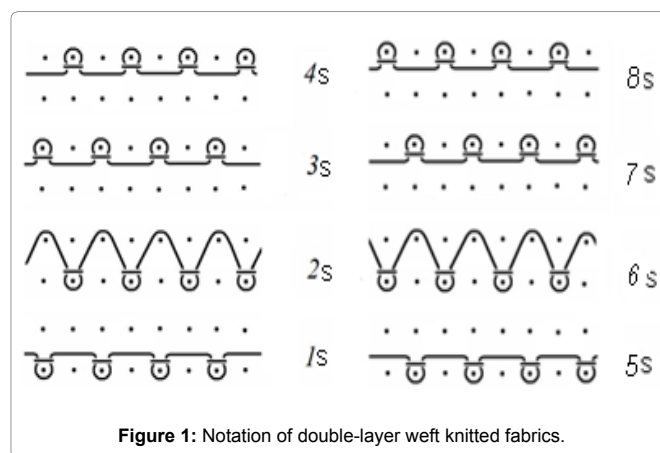 4s 8s
3s 7s
2s 6s
1s 5s
Figure 1: Notation of double-layer weft knitted fabrics.